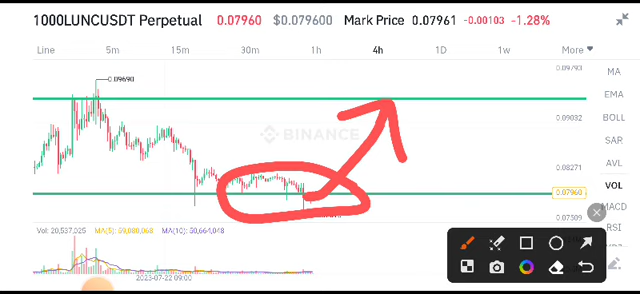 1000LUNCUSDT Perpetual 0.07960 $0.079600 Mark Price 0.07961 -0.00103 -1.28%
Line 5m 15m 30m 1h 4h 1D 1w More
0.09793
0.09690
MA
EMA
0.09032
BOLL
BINANCE
SAR
0.08271
AVL
0.07960
VOL
MACD
0.07509
RSI
Vol: 20,537.025 MA(5): 59,080,068 MA(10): 50,664,048
2023-07-22 09:00